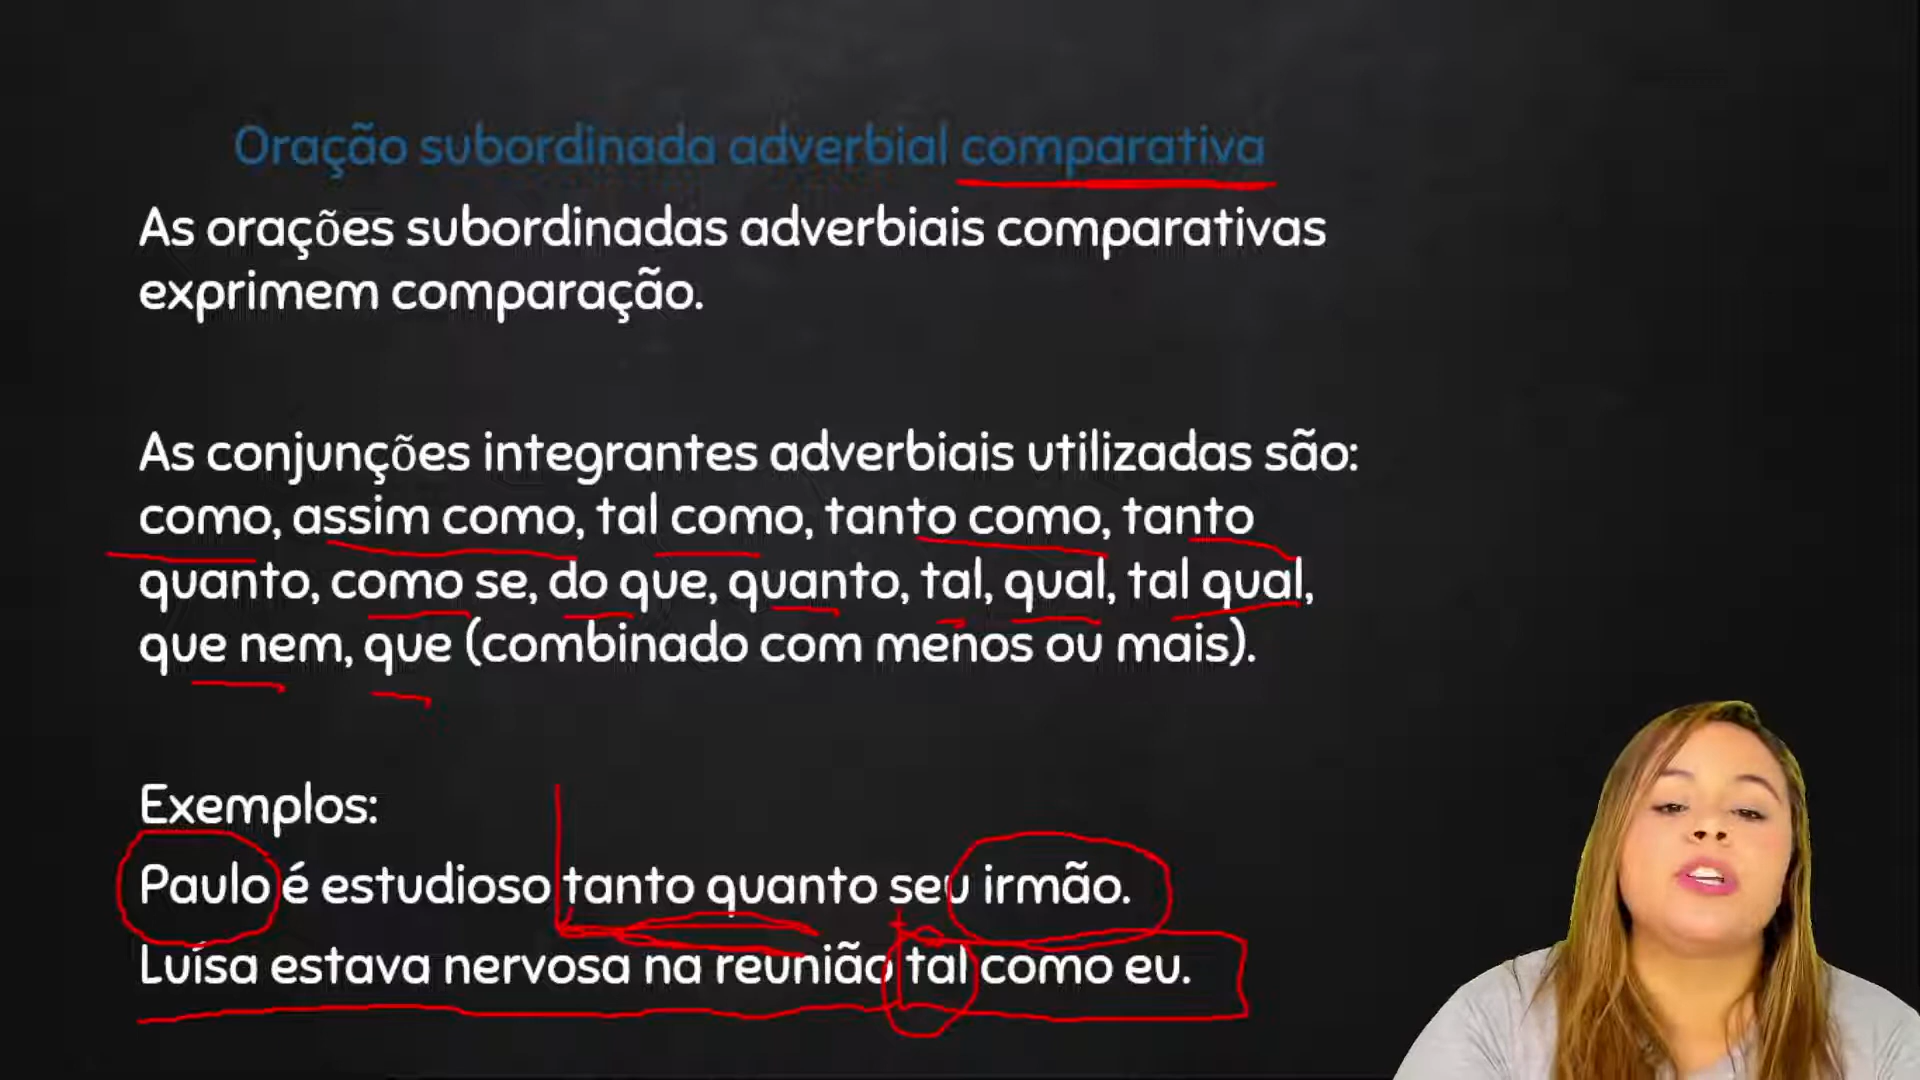 Oração subordinada adverbial comparativa
As orações subordinadas adverbiais comparativas
exprimem comparação.
As conjunções integrantes adverbiais utilizadas são:
como, assim como, tal como, tanto como, tanto
quanto, como se, do que, quanto, tal, qual, tal qual,
que nem, que (combinado com menos ou mais).
Exemplos:
Paulo é estudioso tanto quanto seu irmão.
Luísa estava nervosa na reunião tal como eu.